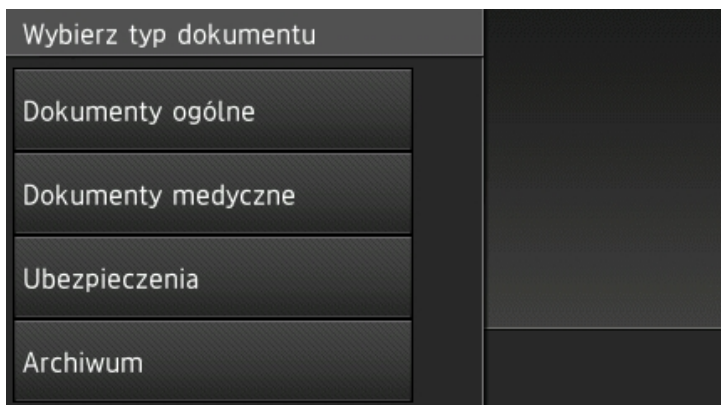 Wybierz typ dokumentu
Dokumenty ogólne
Dokumenty medyczne
Ubezpieczenia
Archiwum